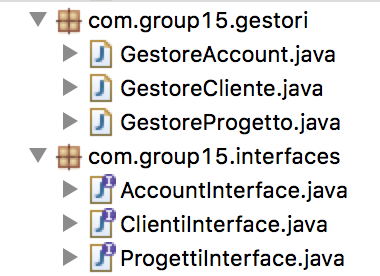 com.group15.gestori
GestoreAccount.java
GestoreCliente.java
GestoreProgetto.java
com.group15.interfaces
AccountInterface.java
ClientiInterface.java
ProgettiInterface.java